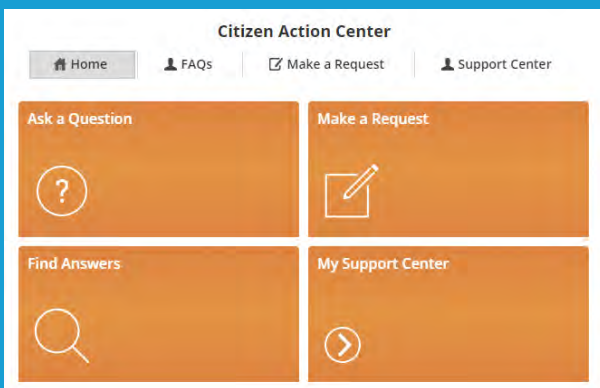 Citizen Action Center
Home FAQs Make a Request Support Center
Ask a Question Make a Request
?
Find Answers My Support Center